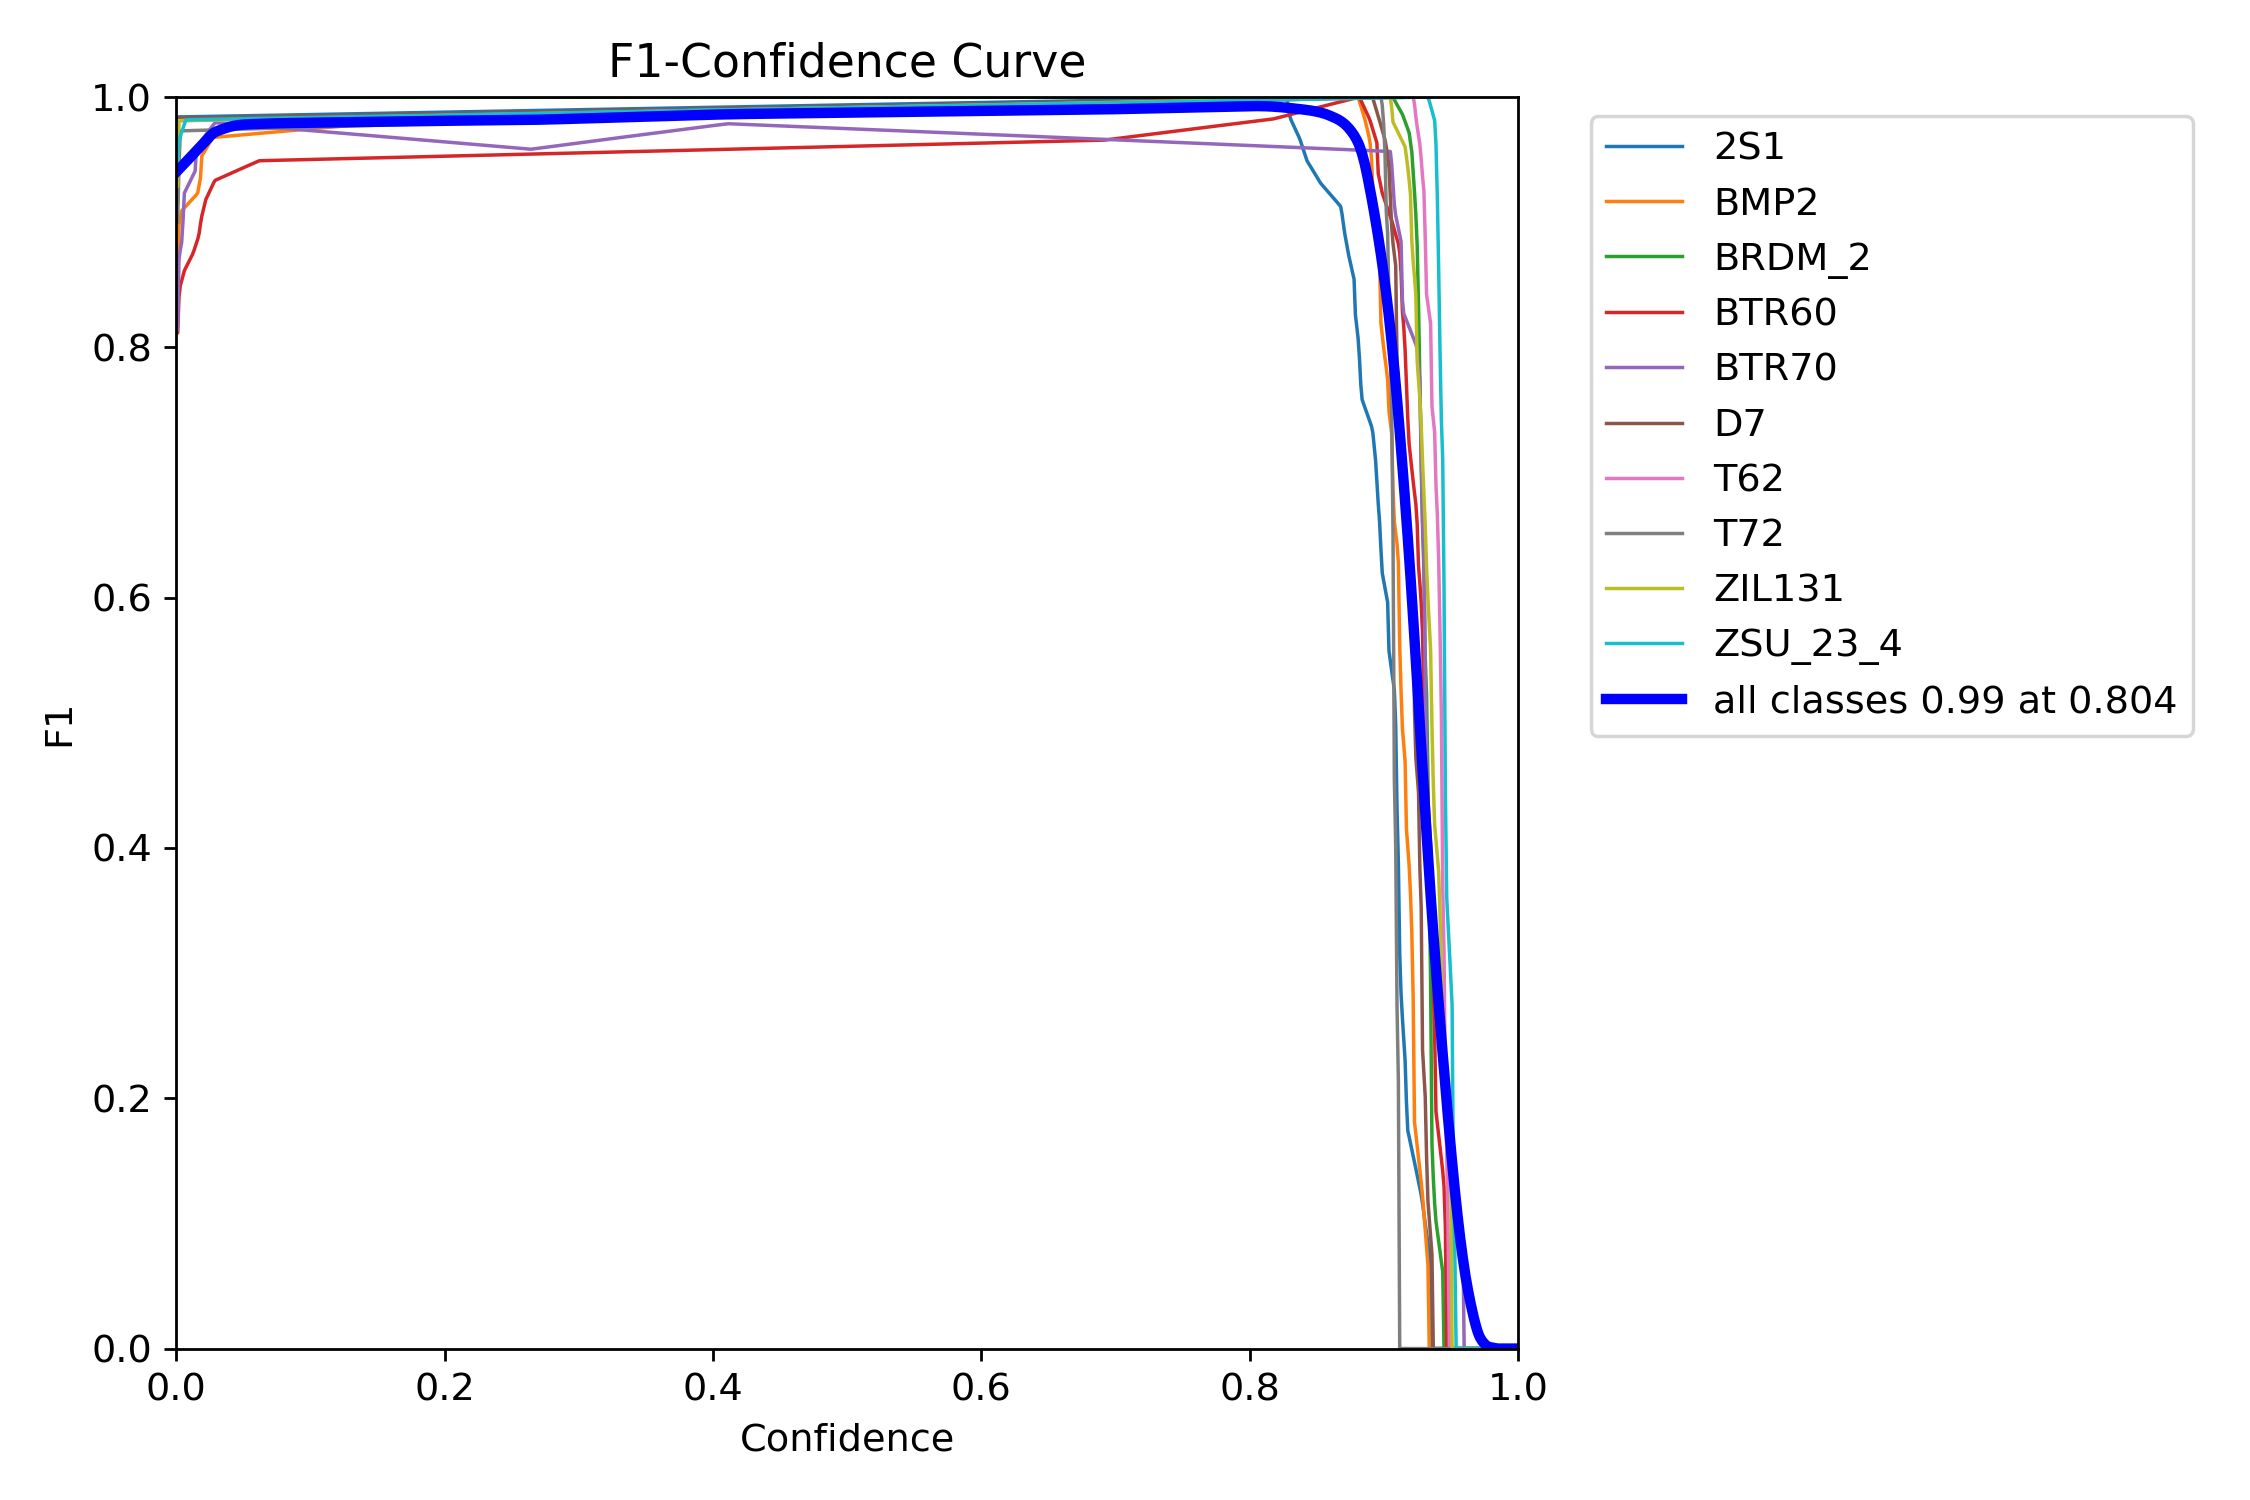 F1-Confidence Curve
1.0
0.8
0.6
0.4
0.2
0.0
F1
0.0 0.2 0.4 0.6 0.8 1.0
Confidence
2S1
BMP2
BRDM_2
BTR60
BTR70
D7
T62
T72
ZIL131
ZSU_23_4
all classes 0.99 at 0.804